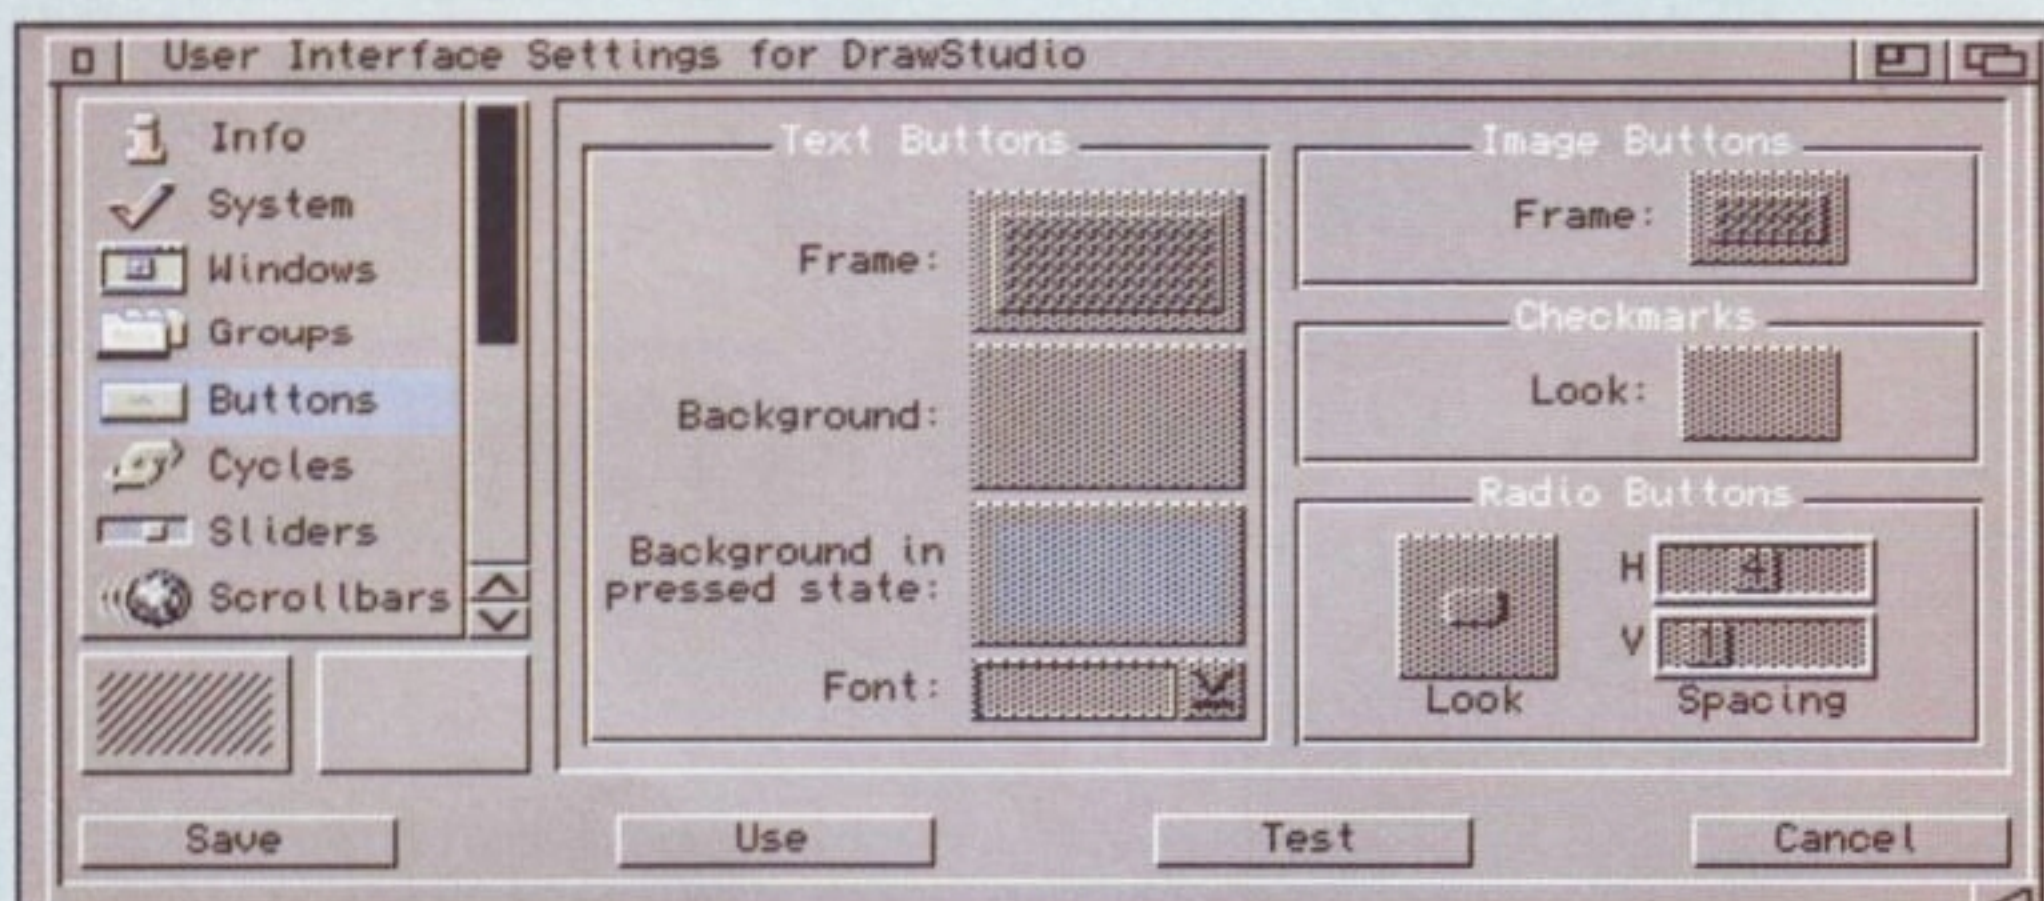 User Interface Settings for DrawStudio
Info
System
Windows
Groups
Buttons
Cycles
Sliders
Scrollbars
Text Buttons
Frame:
Background:
Background in
pressed state:
Font:
Image Buttons
Frame:
Checkmarks
Look:
Radio Buttons
Look
H 4
V 1
Spacing
Save
Use
Test
Cancel